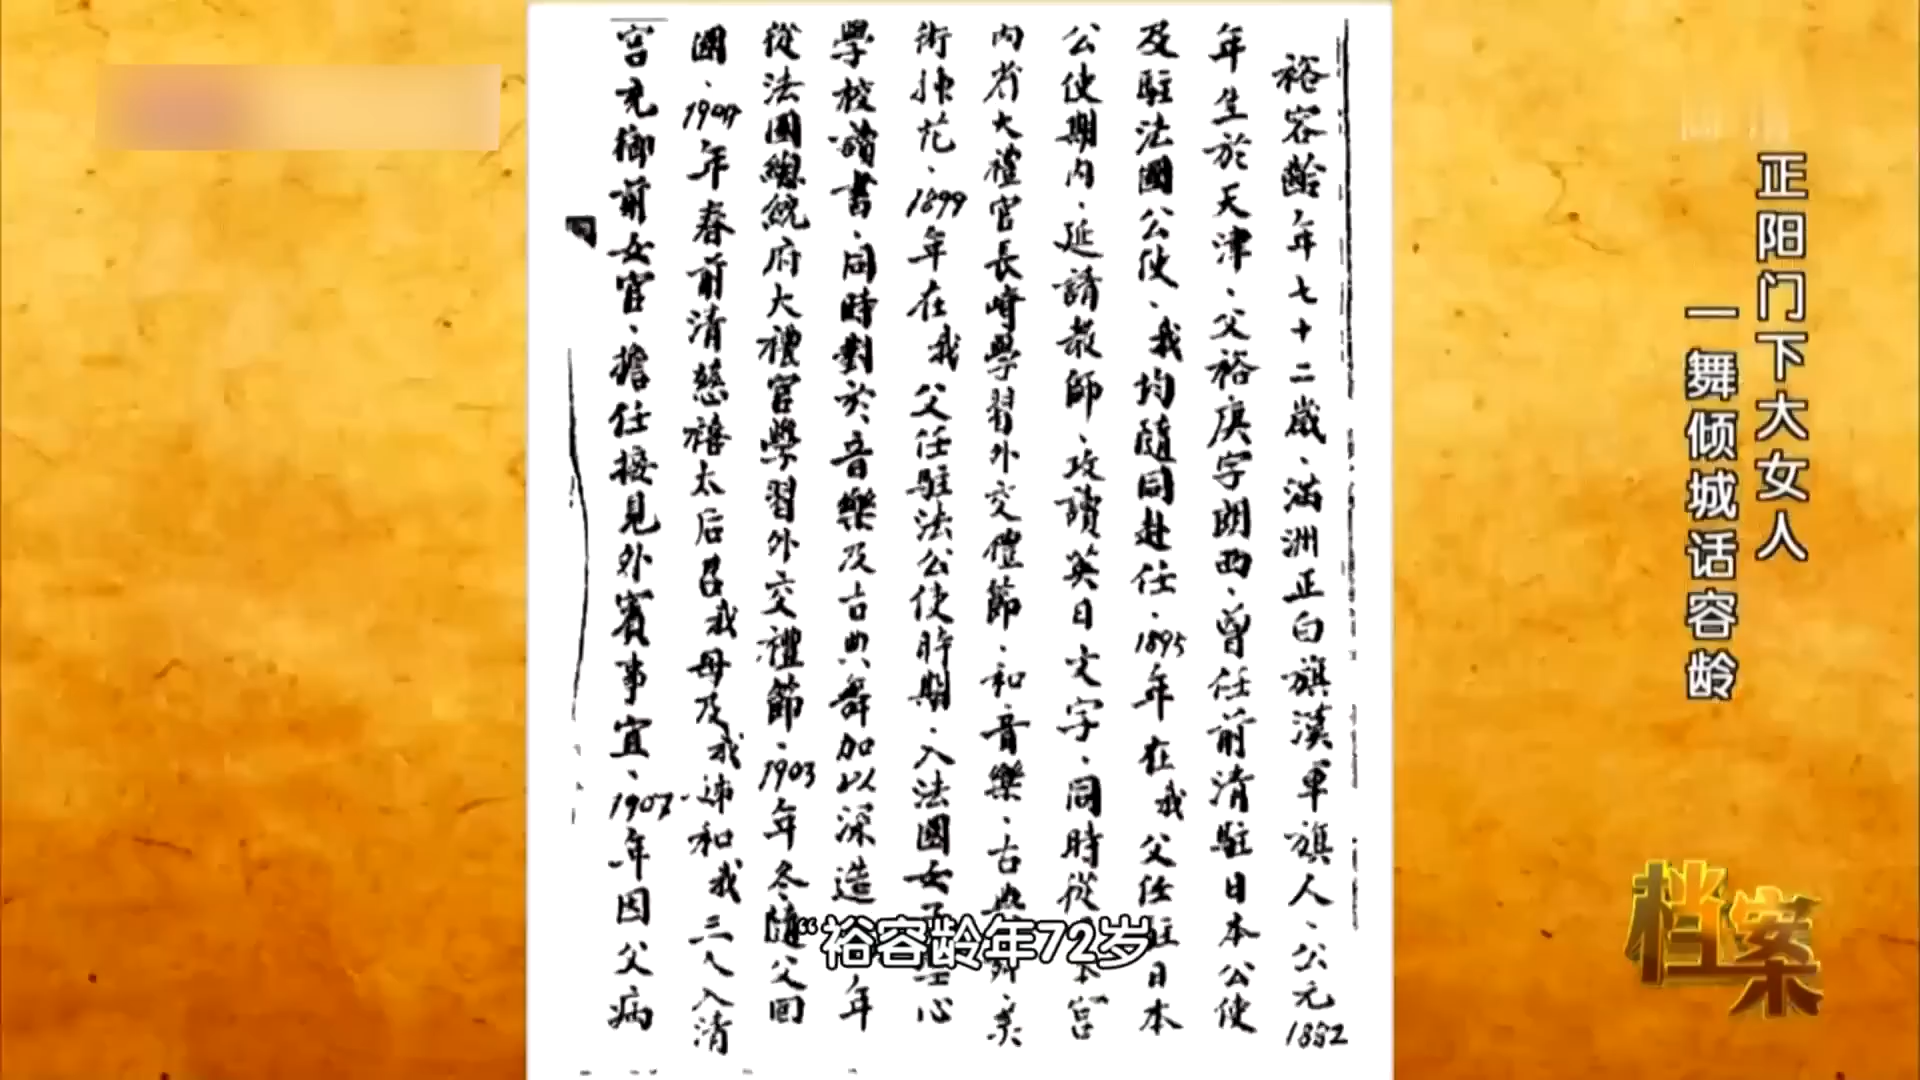 正阳门下大女人
一舞倾城话容龄
裕容齡年七十二歲、滿洲正白旗漢軍旗人、公元1882
年生於天津、父裕庚字朗西、曾任前清駐日本公使
及駐法國公使、我均隨同赴任、1895年在我父任駐日本
公使期内、延請教師、攻讀英日文字、同時從日本宮
内省大禮官長崎學習外交禮節、和音樂、古典舞、美
術插花、1899年在我父任駐法公使時期、入法國女子
學校讀書、同時對於音樂及古典舞加以深造
從法國總統府大禮官學習外交禮節、1903年冬隨父回
國、年春前清慈禧太后召我母及我姊和我三人入清
宮充御前女官、擔任接見外賓事宜、1907年因父病
“裕容龄年72岁
档案